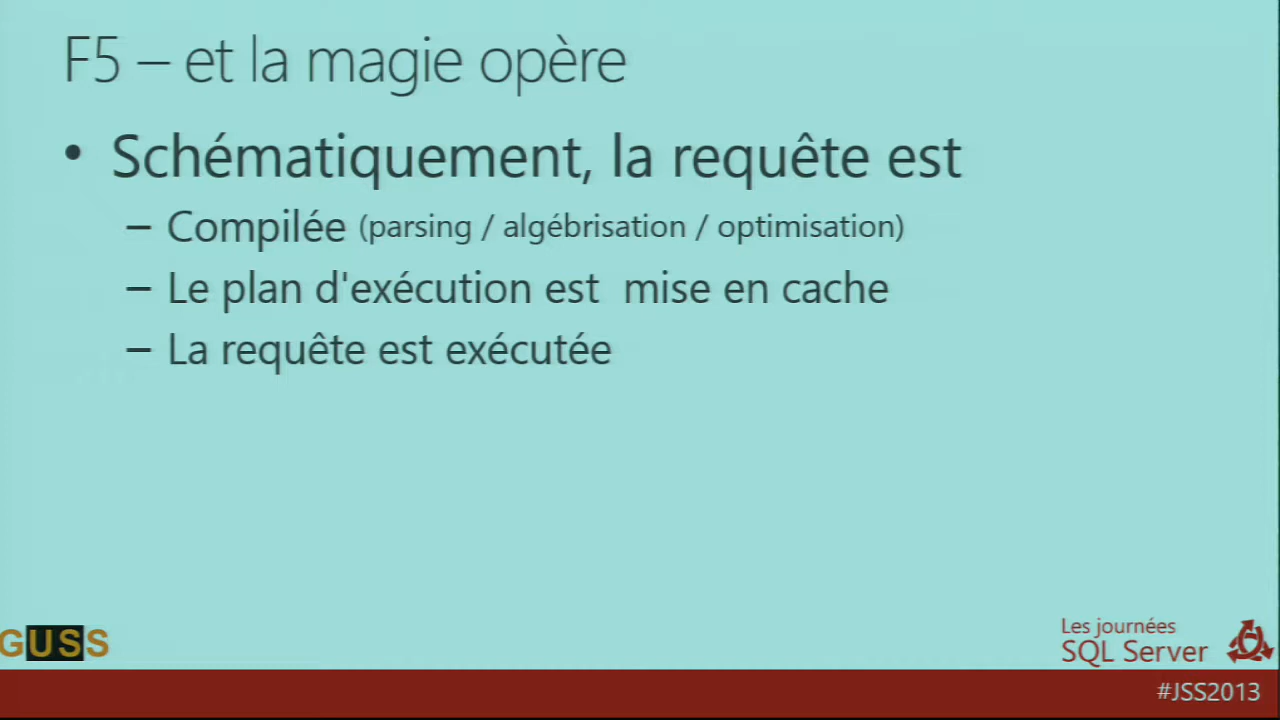 F5 – et la magie opère
• Schématiquement, la requête est
– Compilée (parsing / algébrisation / optimisation)
– Le plan d'exécution est mise en cache
– La requête est exécutée
GUSS
Les journées
SQL Server
#JSS2013